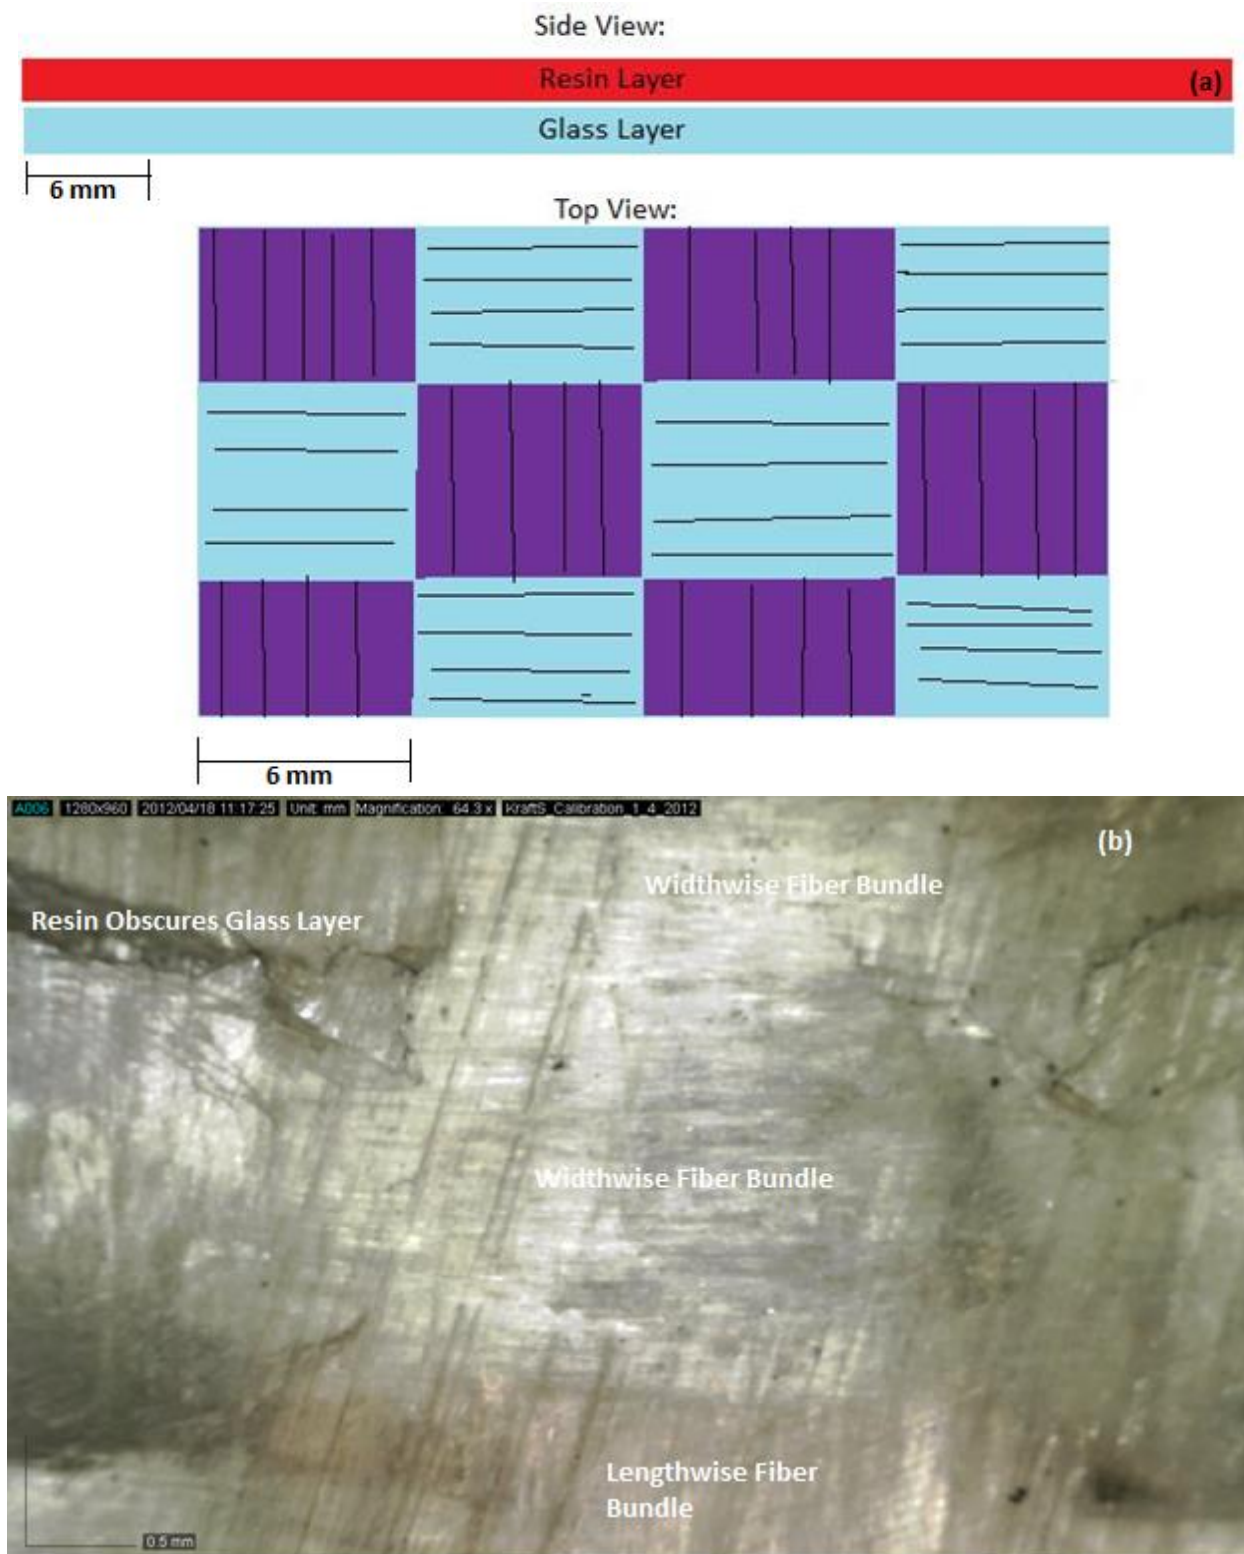 Side View:
Resin Layer
(a)
Glass Layer
6 mm
Top View:
6 mm
A006 1280x960 2012/04/18 11:17:25 Unit: mm Magnification: 64.3 x KraftS_Calibration_1_4_2012
(b)
Widthwise Fiber Bundle
Resin Obscures Glass Layer
Widthwise Fiber Bundle
Lengthwise Fiber
Bundle
0.5 mm